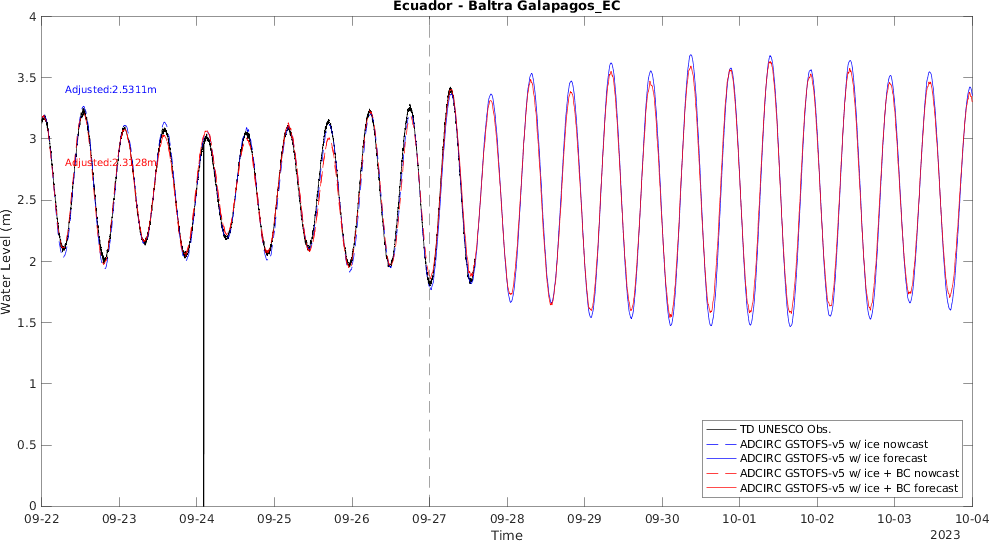 Ecuador - Baltra Galapagos_EC
Water Level (m)
4
3.5
3
2.5
2
1.5
1
0.5
0
Adjusted:2.5311m
Adjusted:2.3128m
TD UNESCO Obs.
ADCIRC GSTOFS-v5 w/ ice nowcast
ADCIRC GSTOFS-v5 w/ ice forecast
ADCIRC GSTOFS-v5 w/ ice + BC nowcast
ADCIRC GSTOFS-v5 w/ ice + BC forecast
09-22 09-23 09-24 09-25 09-26 09-27 09-28 09-29 09-30 10-01 10-02 10-03 10-04
Time
2023